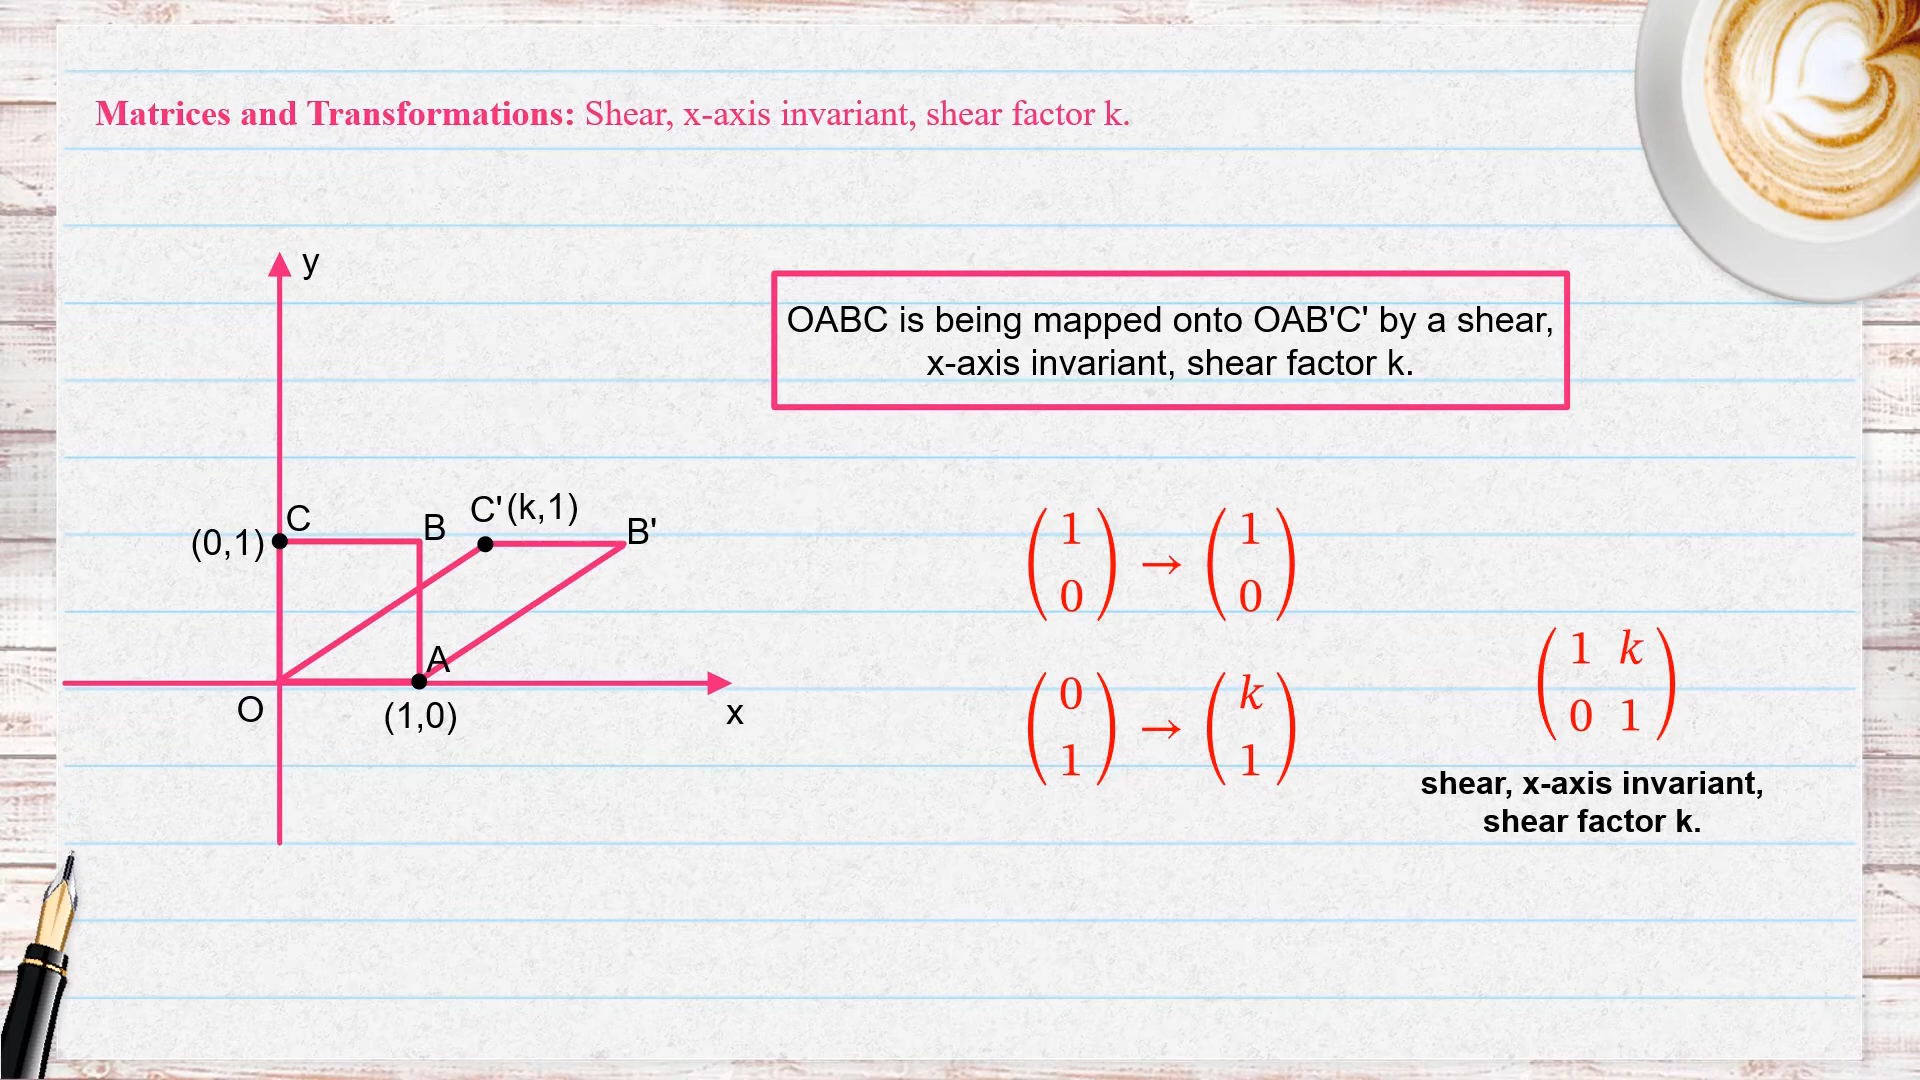 Matrices and Transformations: Shear, x-axis invariant, shear factor k.
y
OABC is being mapped onto OAB'C' by a shear,
x-axis invariant, shear factor k.
C
B
C' (k,1)
B'
(0,1)
A
O
(1,0)
x
(1 0) → (1 0)
(0 1) → (k 1)
(1 k
0 1)
shear, x-axis invariant,
shear factor k.